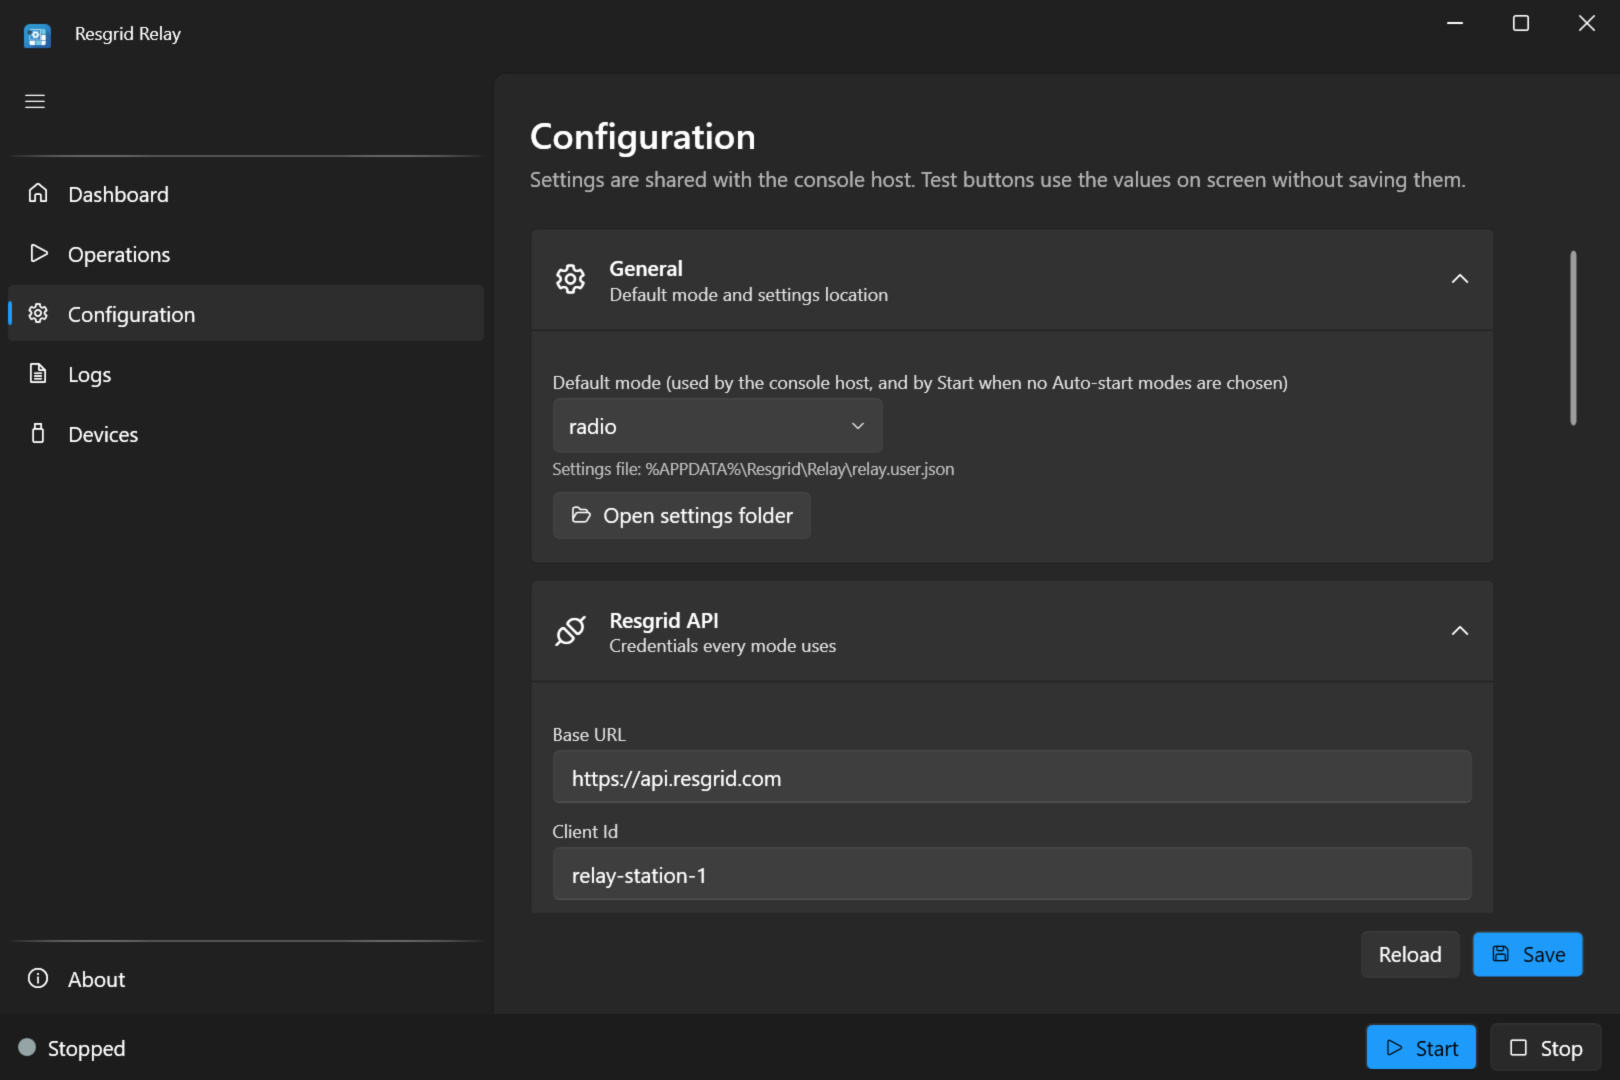 Resgrid Relay
Dashboard
Operations
Configuration
Logs
Devices
About
Configuration
Settings are shared with the console host. Test buttons use the values on screen without saving them.
General
Default mode and settings location
Default mode (used by the console host, and by Start when no Auto-start modes are chosen)
radio
Settings file: %APPDATA%\Resgrid\Relay\relay.user.json
Open settings folder
Resgrid API
Credentials every mode uses
Base URL
https://api.resgrid.com
Client Id
relay-station-1
Reload
Save
Stopped
Start
Stop